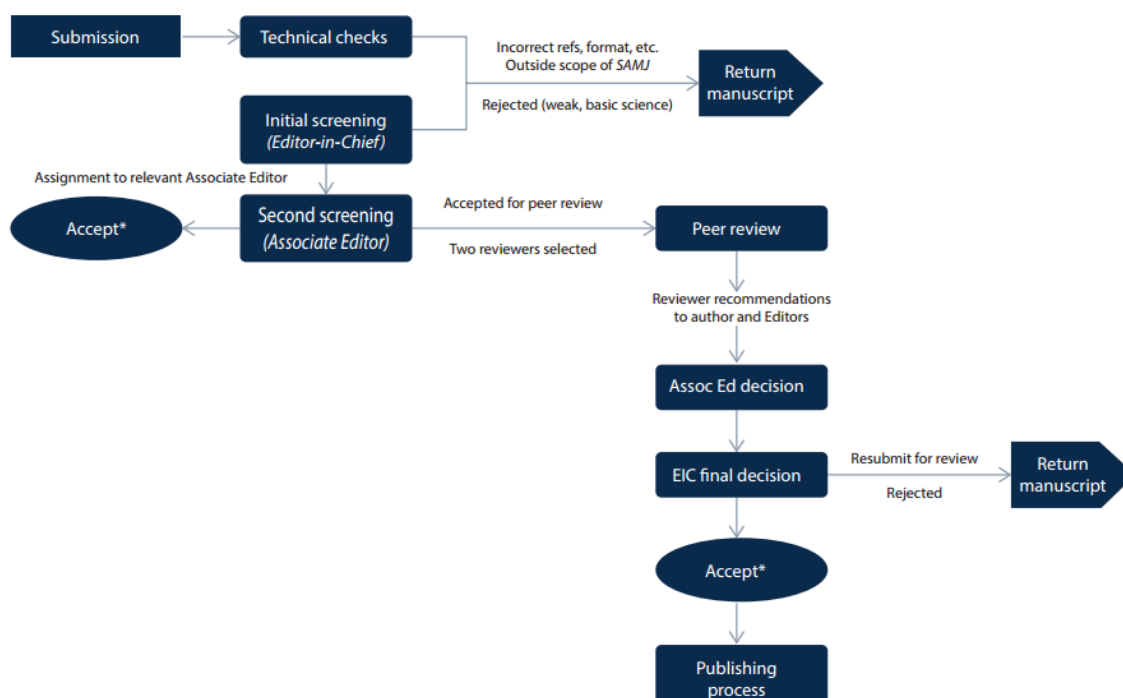 Submission
Technical checks
Incorrect refs, format, etc.
Outside scope of SAMJ
Rejected (weak, basic science)
Return
manuscript
Initial screening
(Editor-in-Chief)
Assignment to relevant Associate Editor
Accept*
Second screening
(Associate Editor)
Accepted for peer review
Two reviewers selected
Peer review
Reviewer recommendations
to author and Editors
Assoc Ed decision
EIC final decision
Resubmit for review
Rejected
Return
manuscript
Accept*
Publishing
process